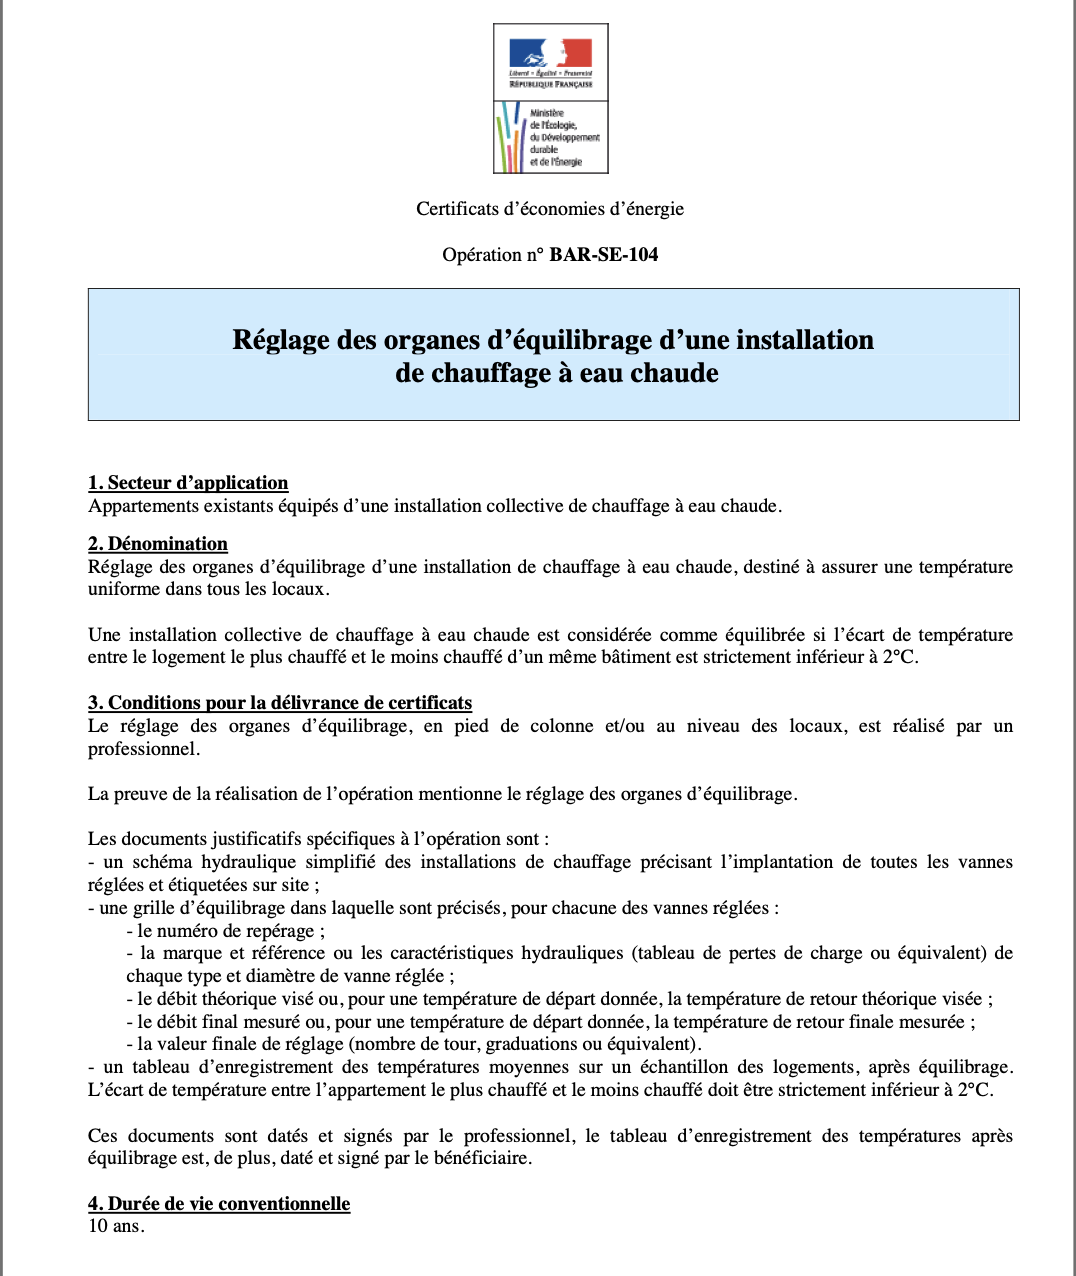 Liberté • Égalité • Fraternité
RÉPUBLIQUE FRANÇAISE
Ministère
de l'Écologie,
du Développement
durable
et de l'Énergie
Certificats d’économies d’énergie
Opération n° BAR-SE-104
Réglage des organes d’équilibrage d’une installation
de chauffage à eau chaude
1. Secteur d’application
Appartements existants équipés d’une installation collective de chauffage à eau chaude.
2. Dénomination
Réglage des organes d’équilibrage d’une installation de chauffage à eau chaude, destiné à assurer une température
uniforme dans tous les locaux.
Une installation collective de chauffage à eau chaude est considérée comme équilibrée si l’écart de température
entre le logement le plus chauffé et le moins chauffé d’un même bâtiment est strictement inférieur à 2°C.
3. Conditions pour la délivrance de certificats
Le réglage des organes d’équilibrage, en pied de colonne et/ou au niveau des locaux, est réalisé par un
professionnel.
La preuve de la réalisation de l’opération mentionne le réglage des organes d’équilibrage.
Les documents justificatifs spécifiques à l’opération sont :
- un schéma hydraulique simplifié des installations de chauffage précisant l’implantation de toutes les vannes
réglées et étiquetées sur site ;
- une grille d’équilibrage dans laquelle sont précisés, pour chacune des vannes réglées :
- le numéro de repérage ;
- la marque et référence ou les caractéristiques hydrauliques (tableau de pertes de charge ou équivalent) de
chaque type et diamètre de vanne réglée ;
- le débit théorique visé ou, pour une température de départ donnée, la température de retour théorique visée ;
- le débit final mesuré ou, pour une température de départ donnée, la température de retour finale mesurée ;
- la valeur finale de réglage (nombre de tour, graduations ou équivalent).
- un tableau d’enregistrement des températures moyennes sur un échantillon des logements, après équilibrage.
L’écart de température entre l’appartement le plus chauffé et le moins chauffé doit être strictement inférieur à 2°C.
Ces documents sont datés et signés par le professionnel, le tableau d’enregistrement des températures après
équilibrage est, de plus, daté et signé par le bénéficiaire.
4. Durée de vie conventionnelle
10 ans.